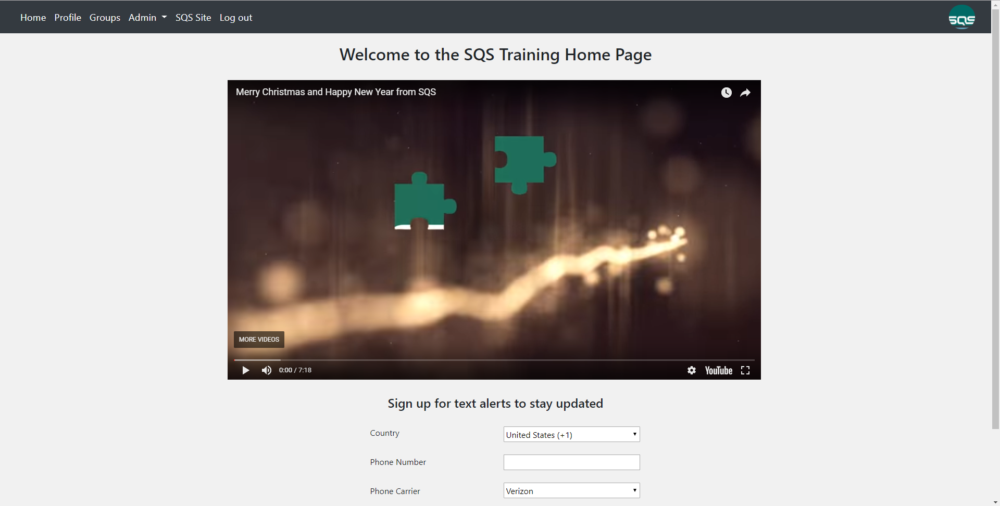 Home Profile Groups Admin SQS Site Log out SQS
Welcome to the SQS Training Home Page
Merry Christmas and Happy New Year from SQS
MORE VIDEOS
0:00 / 7:18 YouTube
Sign up for text alerts to stay updated
Country United States (+1)
Phone Number
Phone Carrier Verizon